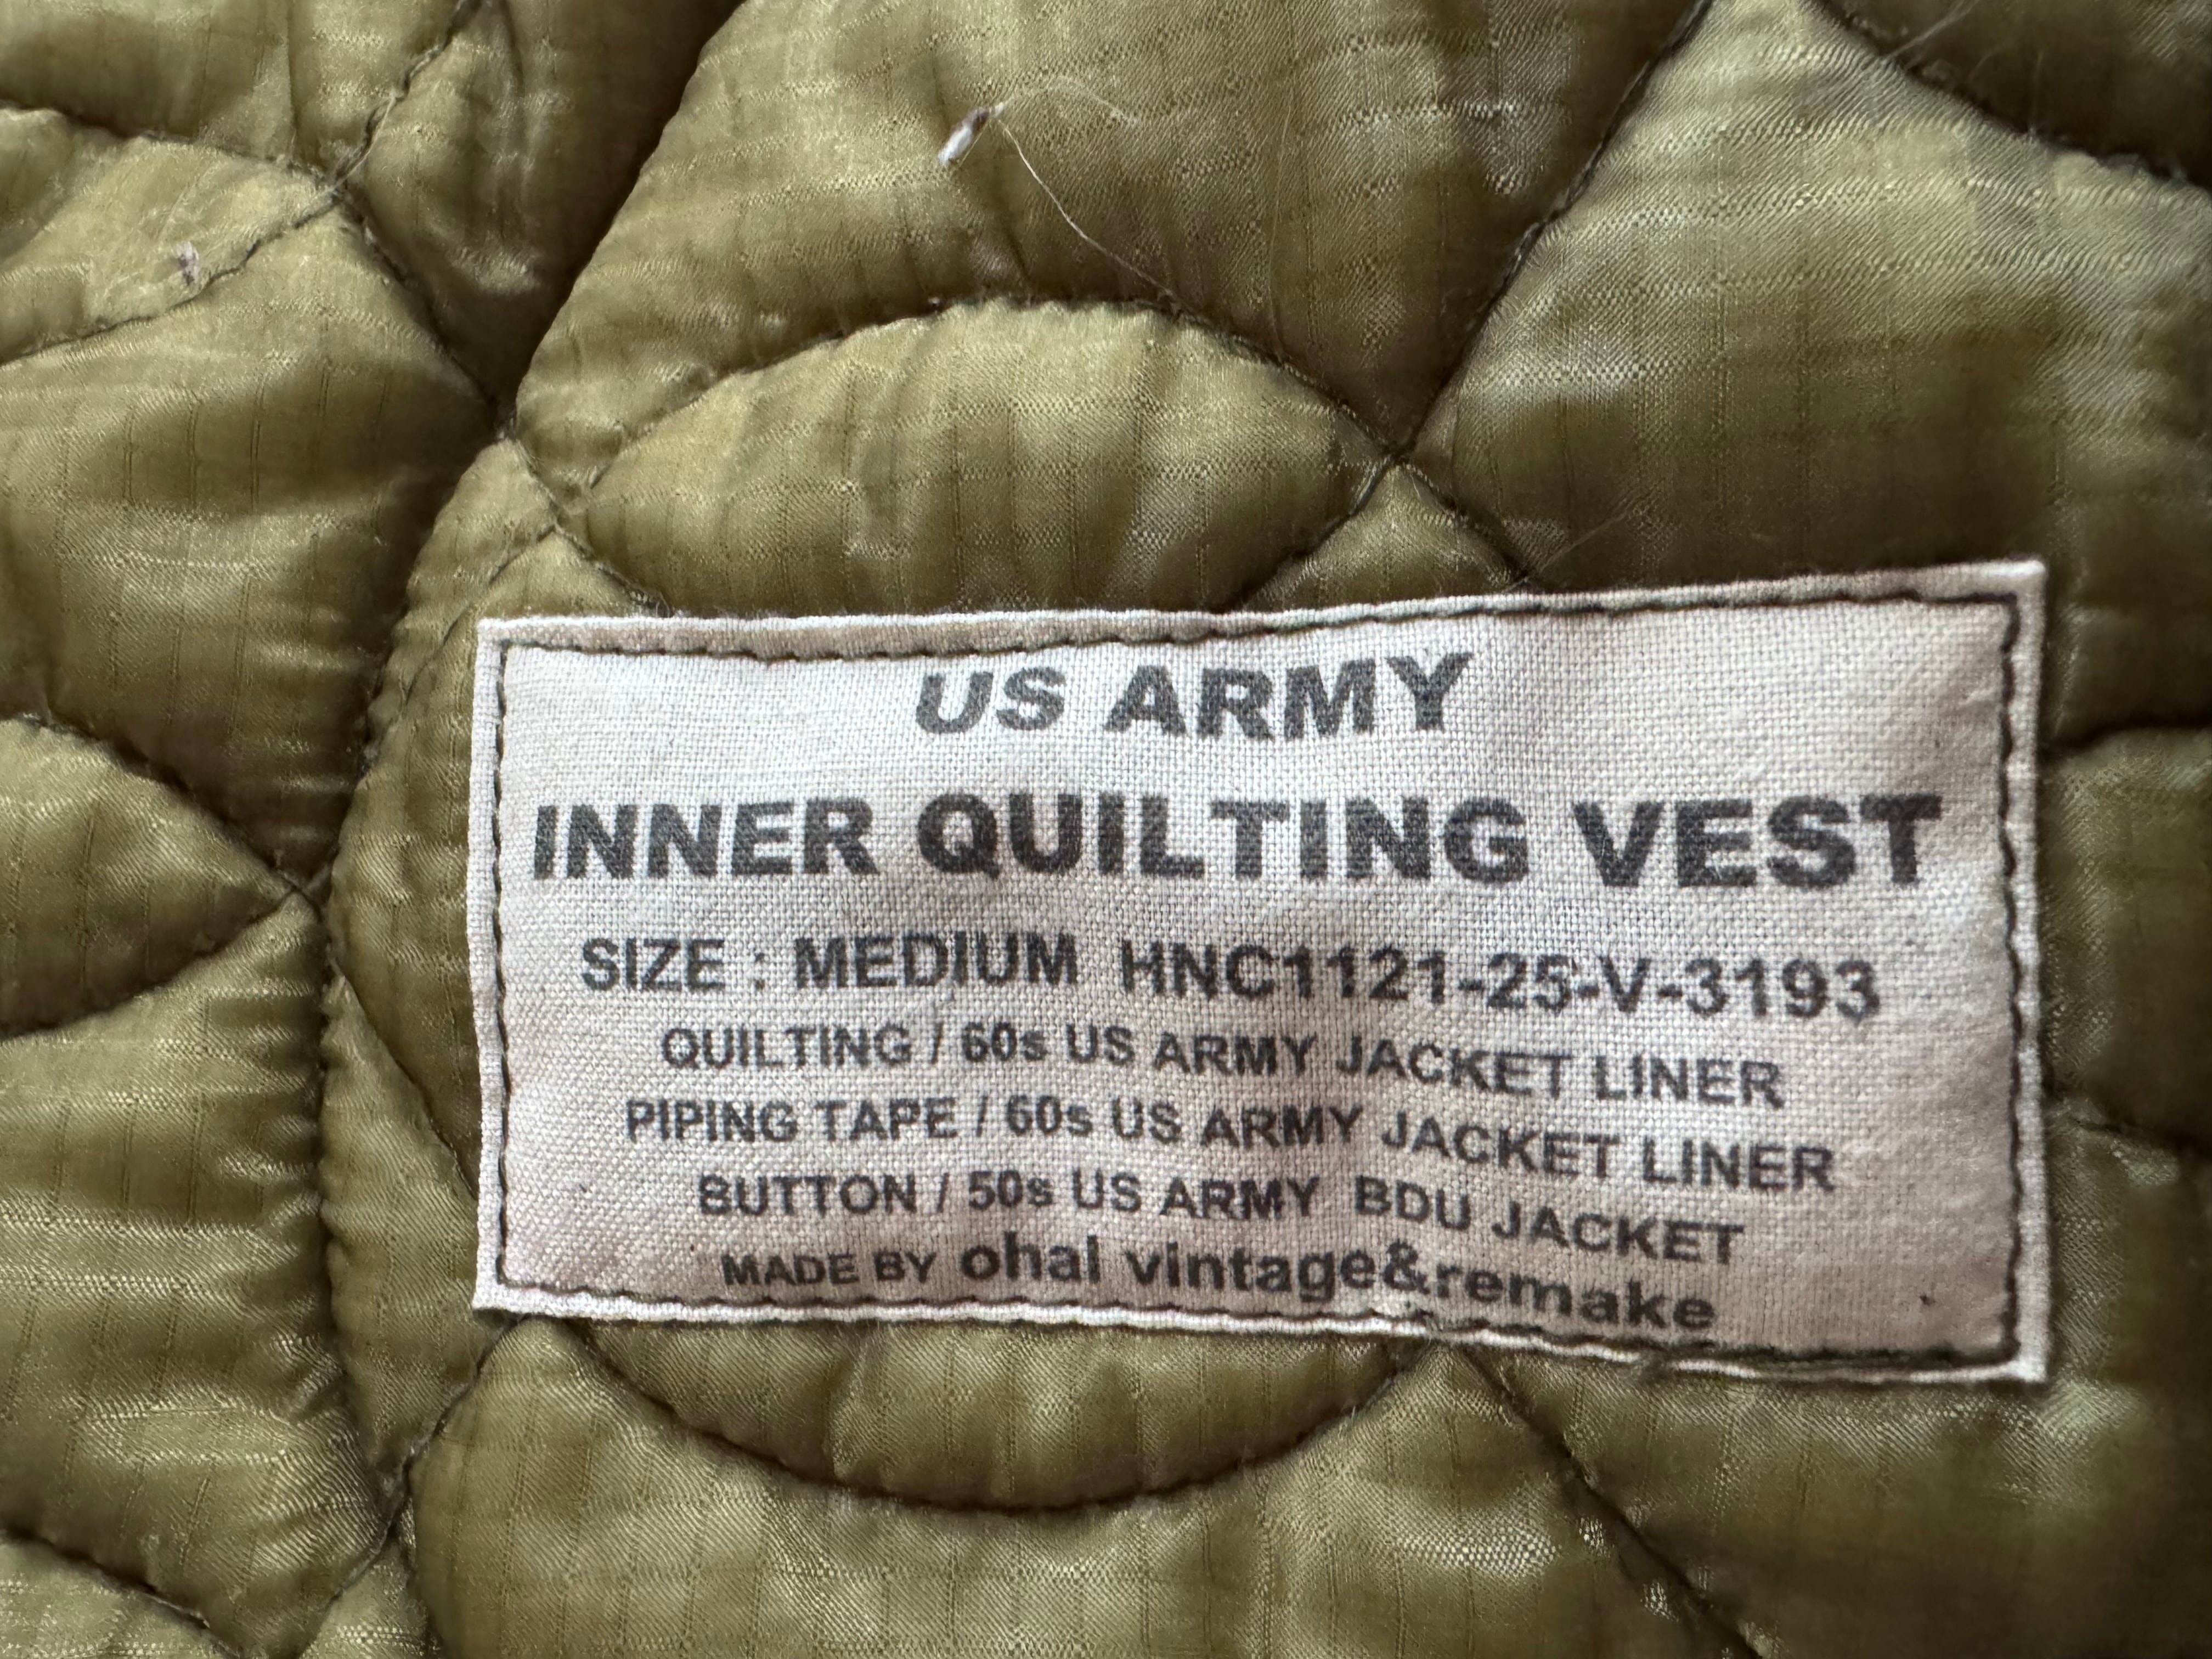 US ARMY
INNER QUILTING VEST
SIZE : MEDIUM HNC1121-25-V-3193
QUILTING / 60s US ARMY JACKET LINER
PIPING TAPE / 60s US ARMY JACKET LINER
BUTTON / 50s US ARMY BDU JACKET
MADE BY ohal vintage&remake